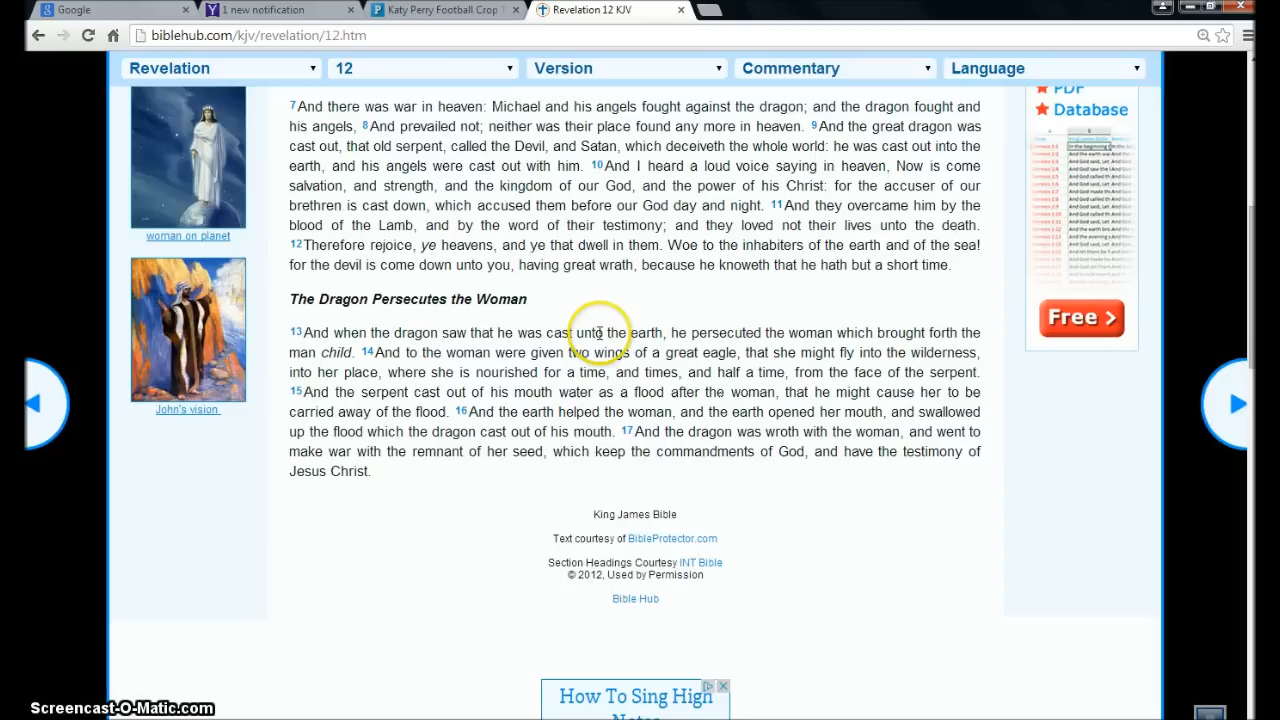 Google
1 new notification
Katy Perry Football Crop T
Revelation 12 KJV
biblehub.com/kjv/revelation/12.htm
Revelation 12 Version Commentary Language
7And there was war in heaven: Michael and his angels fought against the dragon; and the dragon fought and
his angels, 8And prevailed not; neither was their place found any more in heaven. 9And the great dragon was
cast out, that old serpent, called the Devil, and Satan, which deceiveth the whole world: he was cast out into the
earth, and his angels were cast out with him. 10And I heard a loud voice saying in heaven, Now is come
salvation, and strength, and the kingdom of our God, and the power of his Christ: for the accuser of our
brethren is cast down, which accused them before our God day and night. 11And they overcame him by the
blood of the Lamb, and by the word of their testimony; and they loved not their lives unto the death.
12Therefore rejoice, ye heavens, and ye that dwell in them. Woe to the inhabiters of the earth and of the sea!
for the devil is come down unto you, having great wrath, because he knoweth that he hath but a short time.
The Dragon Persecutes the Woman
13And when the dragon saw that he was cast unto the earth, he persecuted the woman which brought forth the
man child. 14And to the woman were given two wings of a great eagle, that she might fly into the wilderness,
into her place, where she is nourished for a time, and times, and half a time, from the face of the serpent.
15And the serpent cast out of his mouth water as a flood after the woman, that he might cause her to be
carried away of the flood. 16And the earth helped the woman, and the earth opened her mouth, and swallowed
up the flood which the dragon cast out of his mouth. 17And the dragon was wroth with the woman, and went to
make war with the remnant of her seed, which keep the commandments of God, and have the testimony of
Jesus Christ.
King James Bible
Text courtesy of BibleProtector.com
Section Headings Courtesy INT Bible
© 2012, Used by Permission
Bible Hub
woman on planet
John's vision
PDF
Database
Free >
How To Sing High
Notes
Screencast-O-Matic.com